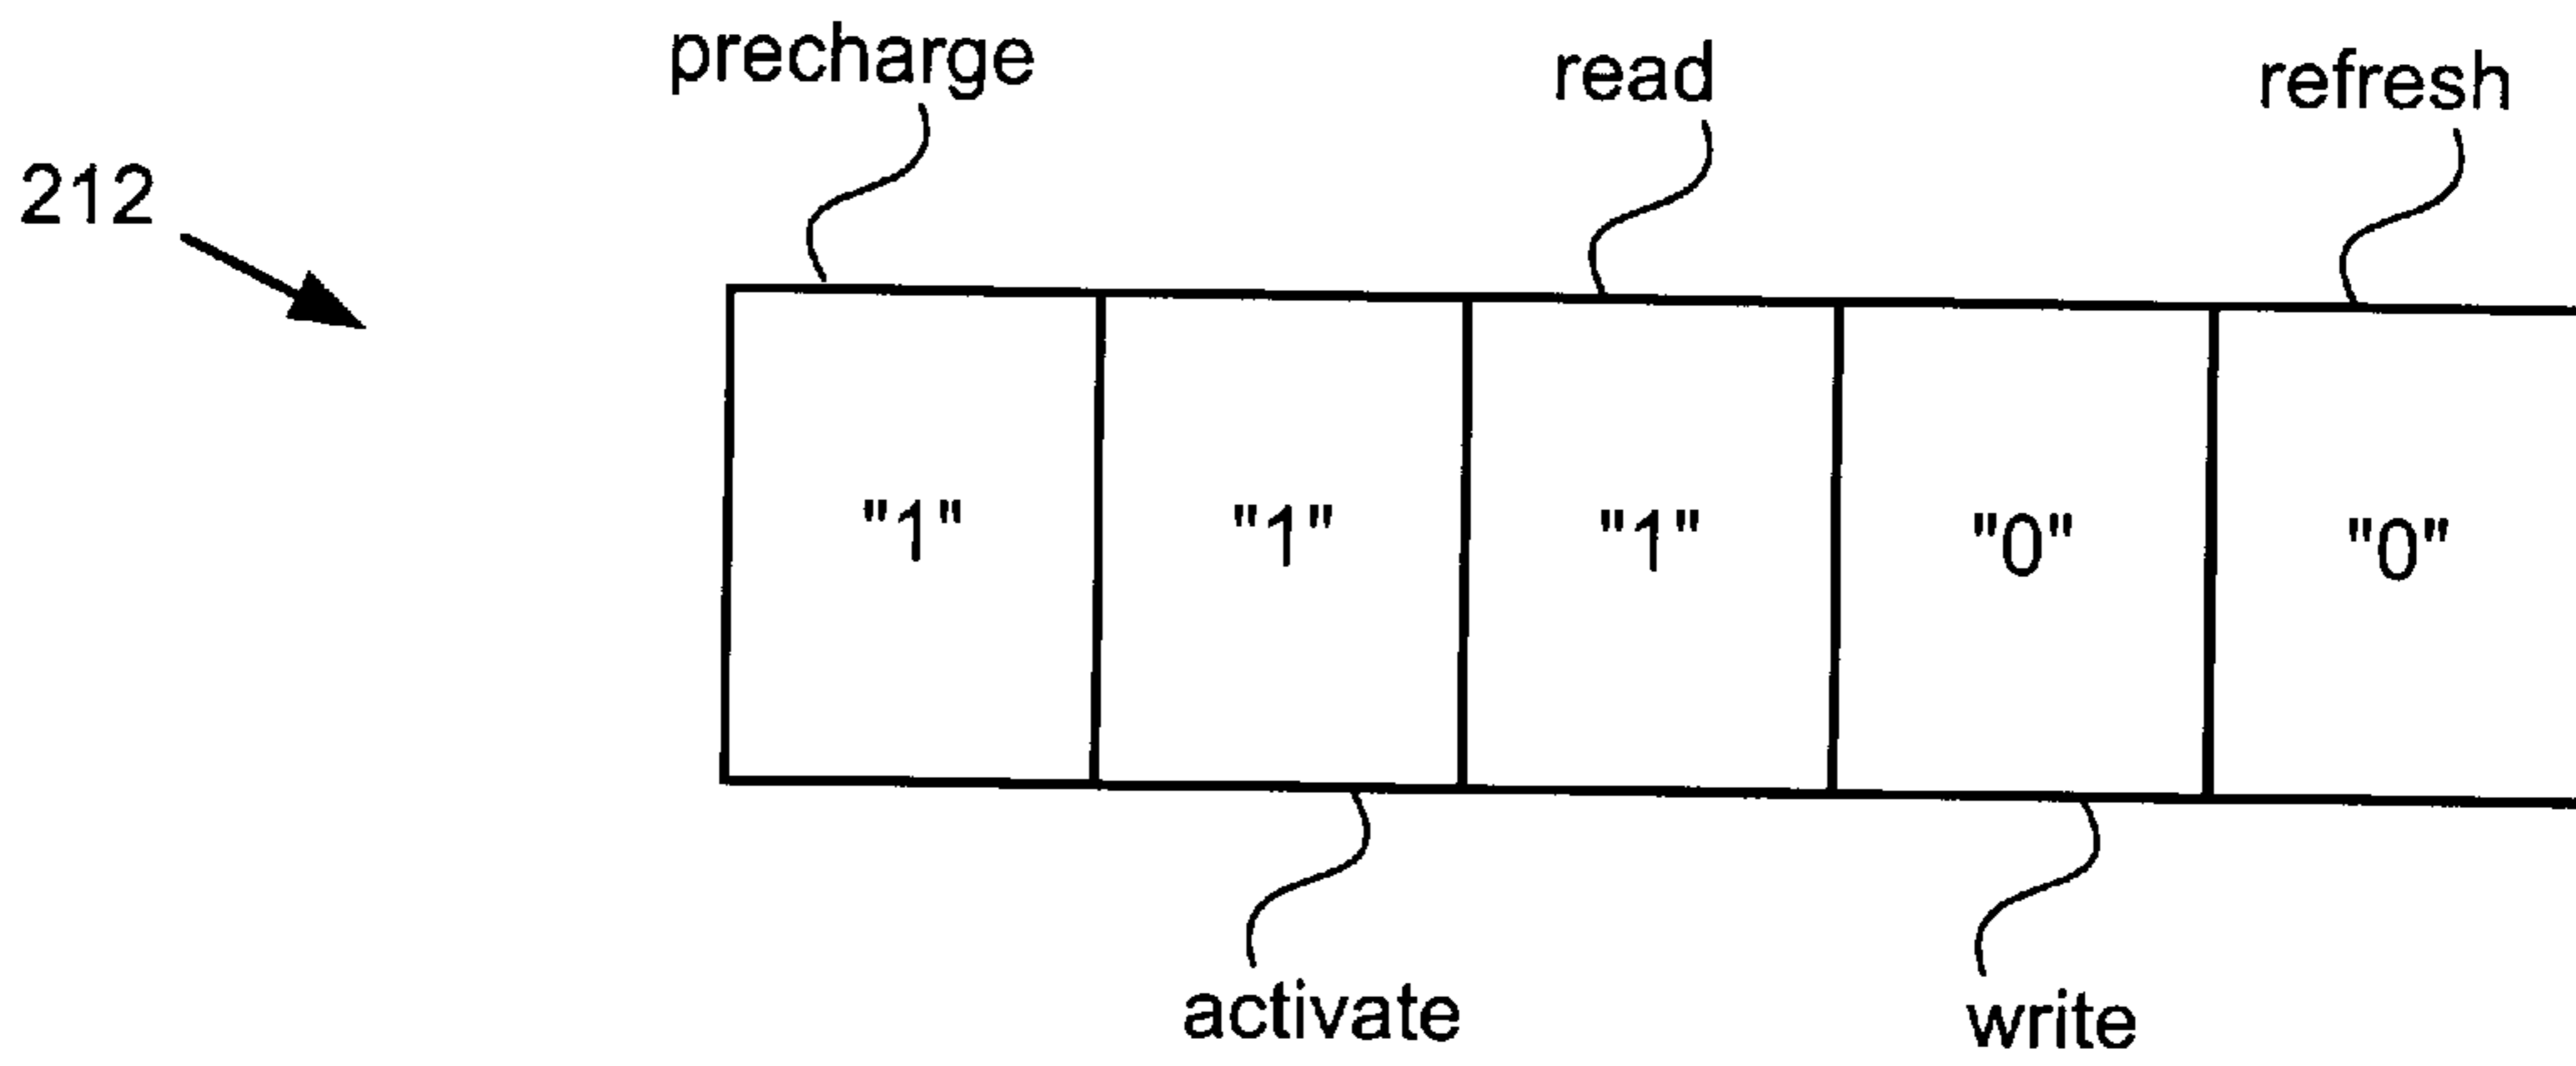 precharge
read
refresh
212
"1"
"1"
"1"
"0"
"0"
activate
write